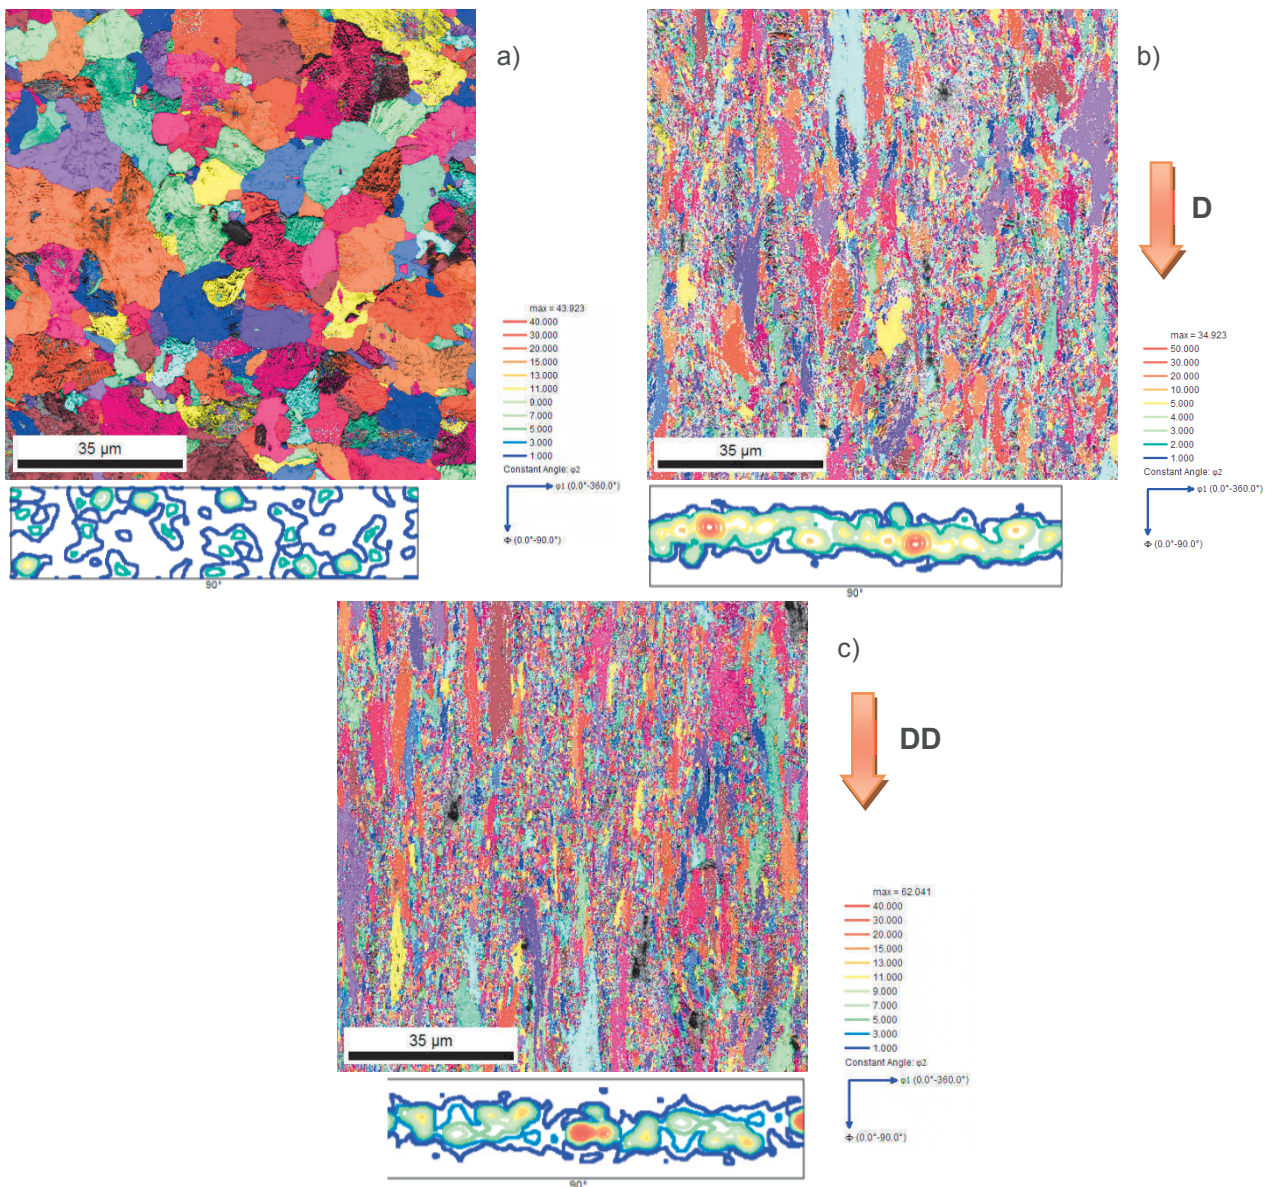 a)
35 µm
max = 43.923
40.000
30.000
20.000
15.000
13.000
11.000
9.000
7.000
5.000
3.000
1.000
Constant Angle: φ2
φ1 (0.0°-360.0°)
Φ (0.0°-90.0°)
90°
b)
D
35 µm
max = 34.923
50.000
30.000
20.000
10.000
5.000
4.000
3.000
2.000
1.000
Constant Angle: φ2
φ1 (0.0°-360.0°)
Φ (0.0°-90.0°)
90°
c)
DD
35 µm
max = 62.041
40.000
30.000
20.000
15.000
13.000
11.000
9.000
7.000
5.000
3.000
1.000
Constant Angle: φ2
φ1 (0.0°-360.0°)
Φ (0.0°-90.0°)
90°